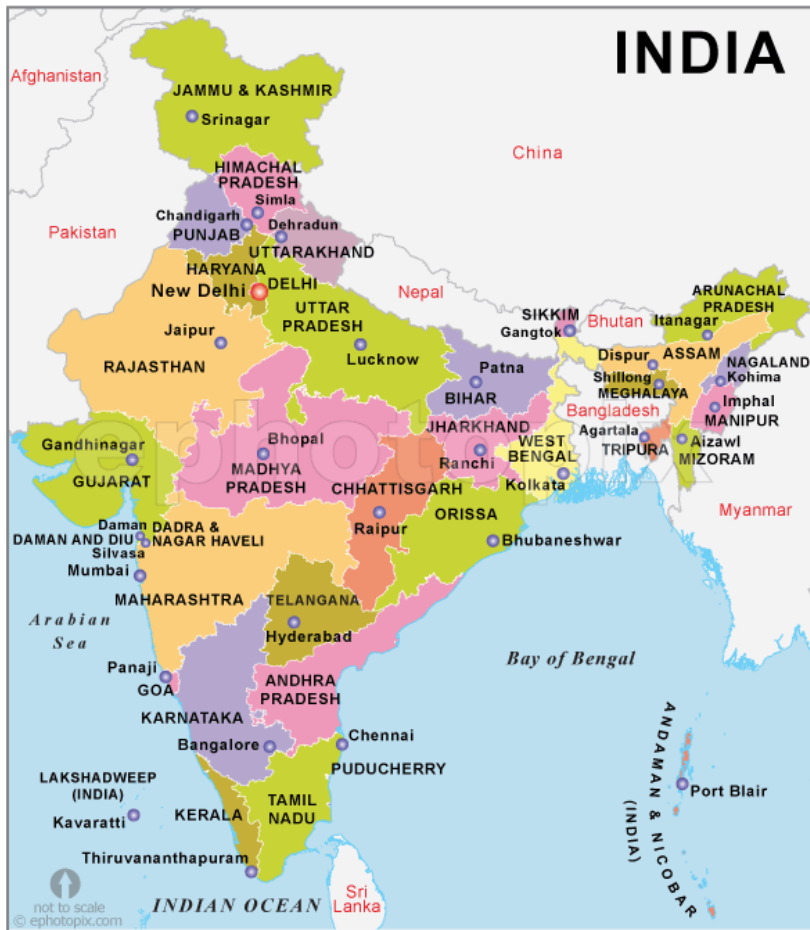 INDIA
Afghanistan
JAMMU & KASHMIR
Srinagar
China
HIMACHAL
PRADESH
Simla
Chandigarh
PUNJAB
Dehradun
UTTARAKHAND
Pakistan
HARYANA
New Delhi
DELHI
Nepal
UTTAR
PRADESH
Lucknow
Jaipur
RAJASTHAN
SIKKIM
Gangtok
Bhutan
ARUNACHAL
PRADESH
Itanagar
Dispur
ASSAM
NAGALAND
Kohima
Shillong
MEGHALAYA
Imphal
MANIPUR
Bangladesh
Agartala
TRIPURA
Aizawl
MIZORAM
Patna
BIHAR
JHARKHAND
Ranchi
WEST
BENGAL
Kolkata
Myanmar
Gandhinagar
GUJARAT
Bhopal
MADHYA
PRADESH
ephotopix
CHHATTISGARH
Raipur
ORISSA
Bhubaneshwar
Daman
DAMAN AND DIU
DADRA &
NAGAR HAVELI
Silvasa
Mumbai
MAHARASHTRA
TELANGANA
Hyderabad
Arabian
Sea
Bay of Bengal
Panaji
GOA
KARNATAKA
Bangalore
ANDHRA
PRADESH
Chennai
PUDUCHERRY
LAKSHADWEEP
(INDIA)
Kavaratti
KERALA
TAMIL
NADU
Thiruvananthapuram
ANDAMAN & NICOBAR
(INDIA)
Port Blair
Sri
Lanka
INDIAN OCEAN
not to scale
© ephotopix.com